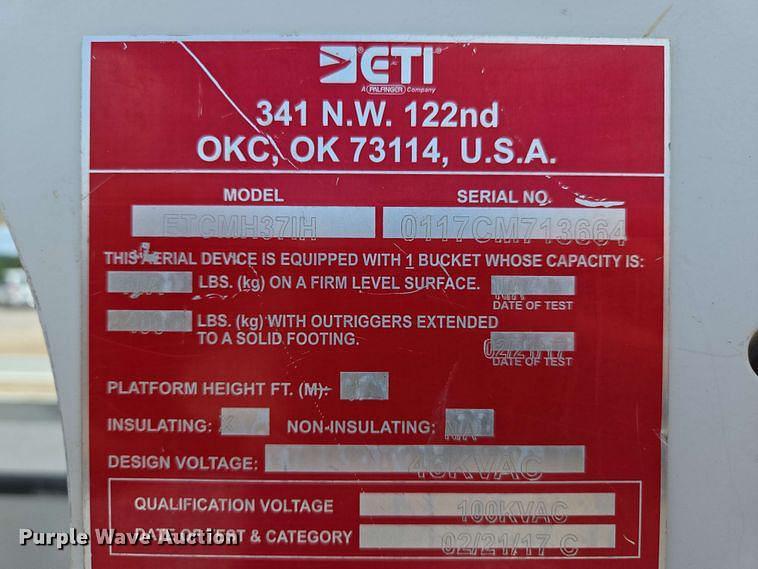 ETI
A PALFINGER Company
341 N.W. 122nd
OKC, OK 73114, U.S.A.
MODEL SERIAL NO.
ETCMH37IH 0117CM713664
THIS AERIAL DEVICE IS EQUIPPED WITH 1 BUCKET WHOSE CAPACITY IS:
LBS. (kg) ON A FIRM LEVEL SURFACE. N/A
DATE OF TEST
LBS. (kg) WITH OUTRIGGERS EXTENDED
TO A SOLID FOOTING. 02/21/17
DATE OF TEST
PLATFORM HEIGHT FT. (M):
INSULATING: X NON-INSULATING: N/A
DESIGN VOLTAGE: 46KVAC
QUALIFICATION VOLTAGE 100KVAC
DATE OF TEST & CATEGORY 02/21/17 C
Purple Wave Auction